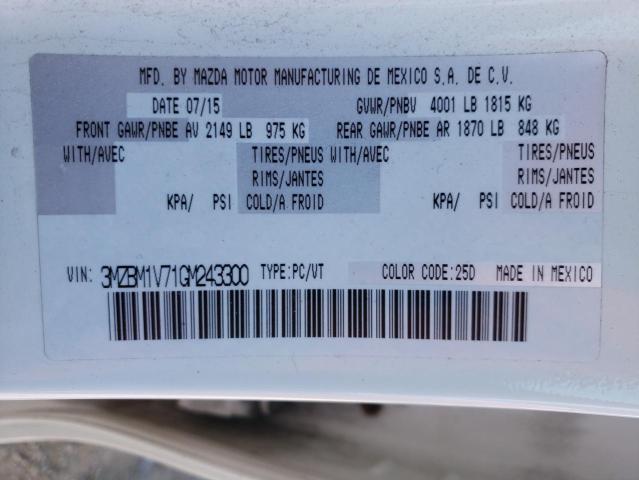 MFD. BY MAZDA MOTOR MANUFACTURING DE MEXICO S.A. DE C.V.
DATE 07/15 GVWR/PNBV 4001 LB 1815 KG
FRONT GAWR/PNBE AV 2149 LB 975 KG REAR GAWR/PNBE AR 1870 LB 848 KG
WITH/AVEC TIRES/PNEUS WITH/AVEC TIRES/PNEUS
RIMS/JANTES RIMS/JANTES
KPA/ PSI COLD/A FROID KPA/ PSI COLD/A FROID
VIN: 3MZBM1V71GM243300 TYPE:PC/VT COLOR CODE:25D MADE IN MEXICO